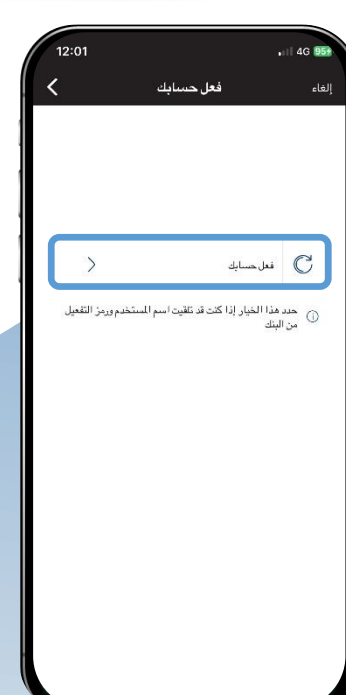 12:01
4G 95+
فعل حسابك
إلغاء
فعل حسابك
حدد هذا الخيار إذا كنت قد تلقيت اسم المستخدم ورمز التفعيل
من البنك